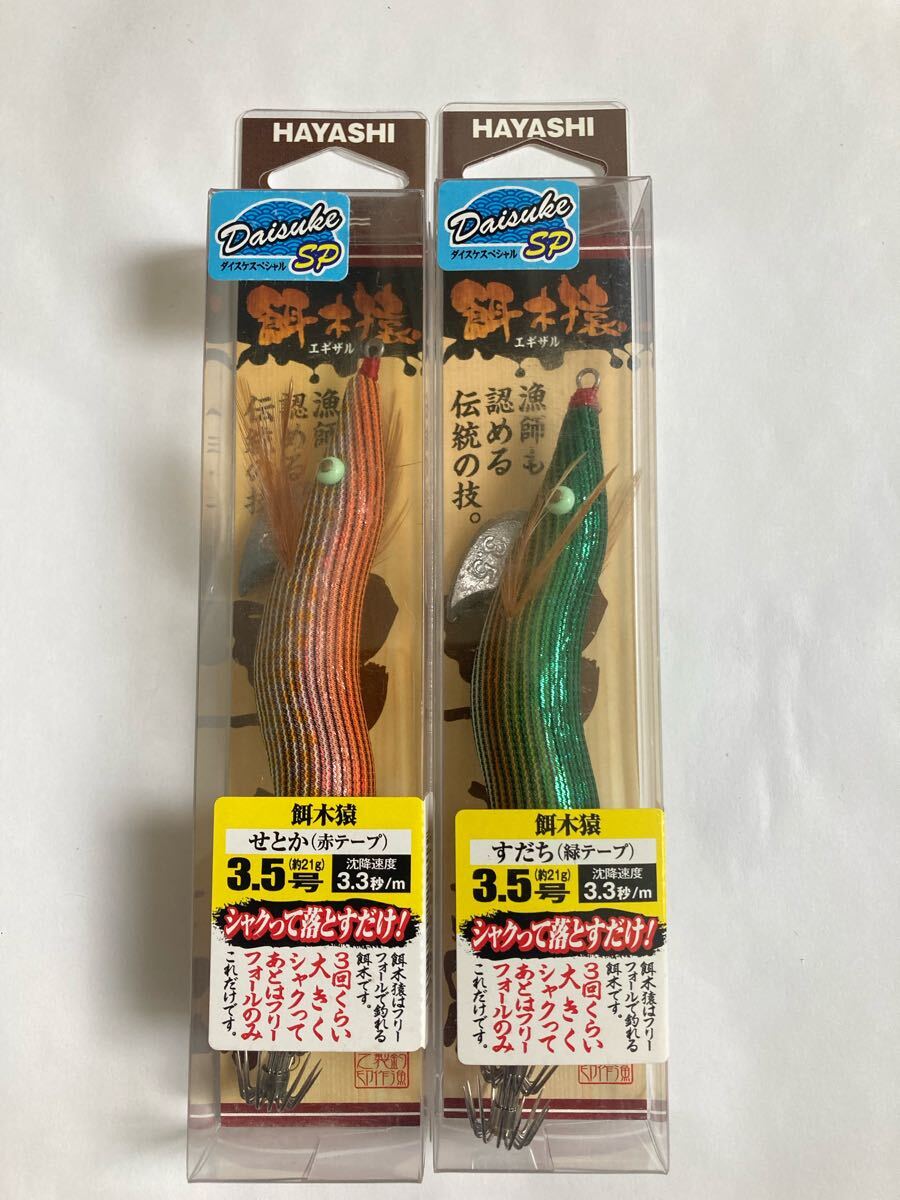 HAYASHI
Daisuke
SP
ダイスケスペシャル
餌木猿
エギザル
漁師
認める
伝統の技。
餌木猿
せとか(赤テープ)
3.5号(約21g)
沈降速度
3.3秒/m
シャクって落とすだけ!
餌木猿はフリー
フォールで釣れる
餌木です。
3回くらい
大きく
シャクって
あとはフリー
フォールのみ
これだけです。
HAYASHI
Daisuke
SP
ダイスケスペシャル
餌木猿
エギザル
漁師も
認める
伝統の技。
3.5
餌木猿
すだち(緑テープ)
3.5号(約21g)
沈降速度
3.3秒/m
シャクって落とすだけ!
餌木猿はフリー
フォールで釣れる
餌木です。
3回くらい
大きく
シャクって
あとはフリー
フォールのみ
これだけです。